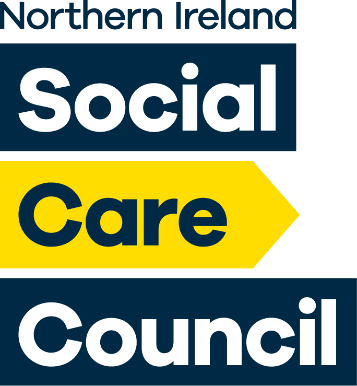 Northern Ireland
Social
Care
Council